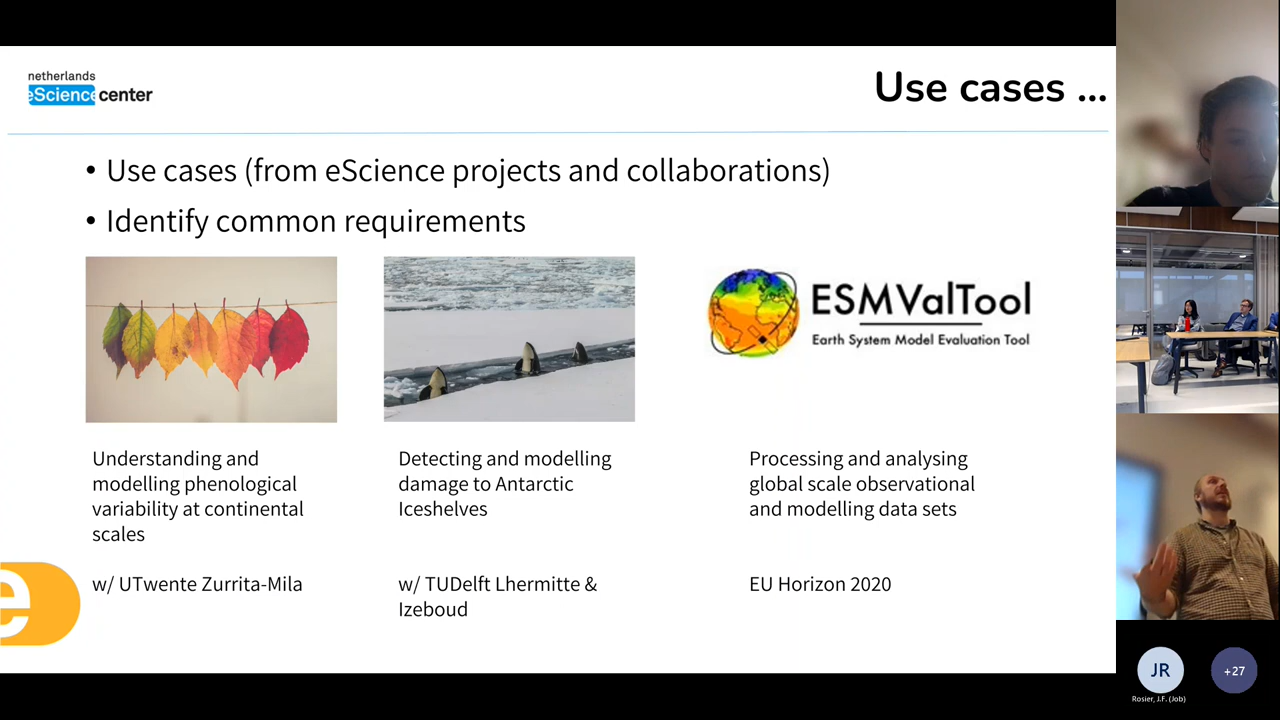 netherlands
eScience center
Use cases ...
• Use cases (from eScience projects and collaborations)
• Identify common requirements
ESMValTool
Earth System Model Evaluation Tool
Understanding and
modelling phenological
variability at continental
scales
w/ UTwente Zurrita-Mila
Detecting and modelling
damage to Antarctic
Iceshelves
w/ TUDelft Lhermitte &
Izeboud
Processing and analysing
global scale observational
and modelling data sets
EU Horizon 2020
e
JR
+27
Rosier, J.F. (Job)